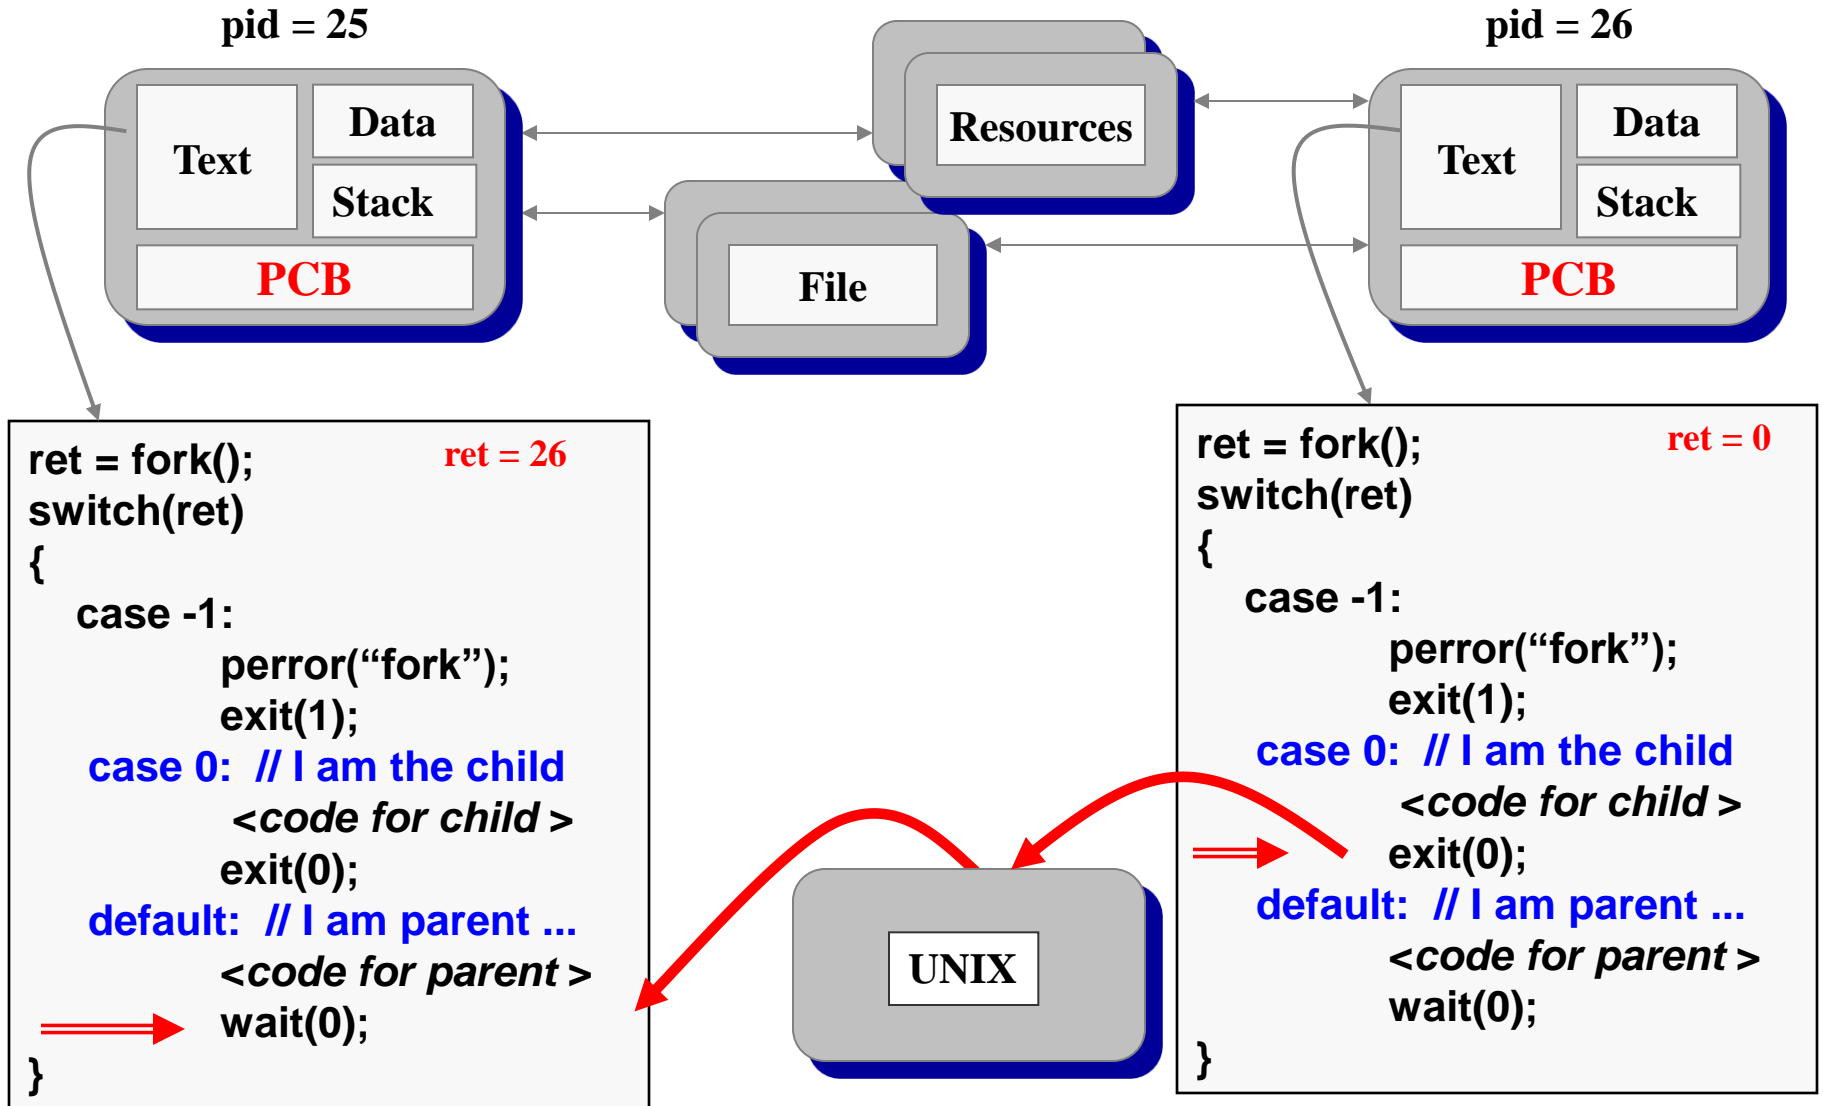 pid = 25
pid = 26
Text
Data
Stack
PCB
Resources
File
Text
Data
Stack
PCB
ret = fork();
ret = 26
switch(ret)
{
case -1:
perror(“fork”);
exit(1);
case 0:  // I am the child
<code for child >
exit(0);
default:  // I am parent ...
<code for parent >
wait(0);
}
UNIX
ret = fork();
ret = 0
switch(ret)
{
case -1:
perror(“fork”);
exit(1);
case 0:  // I am the child
<code for child >
exit(0);
default:  // I am parent ...
<code for parent >
wait(0);
}